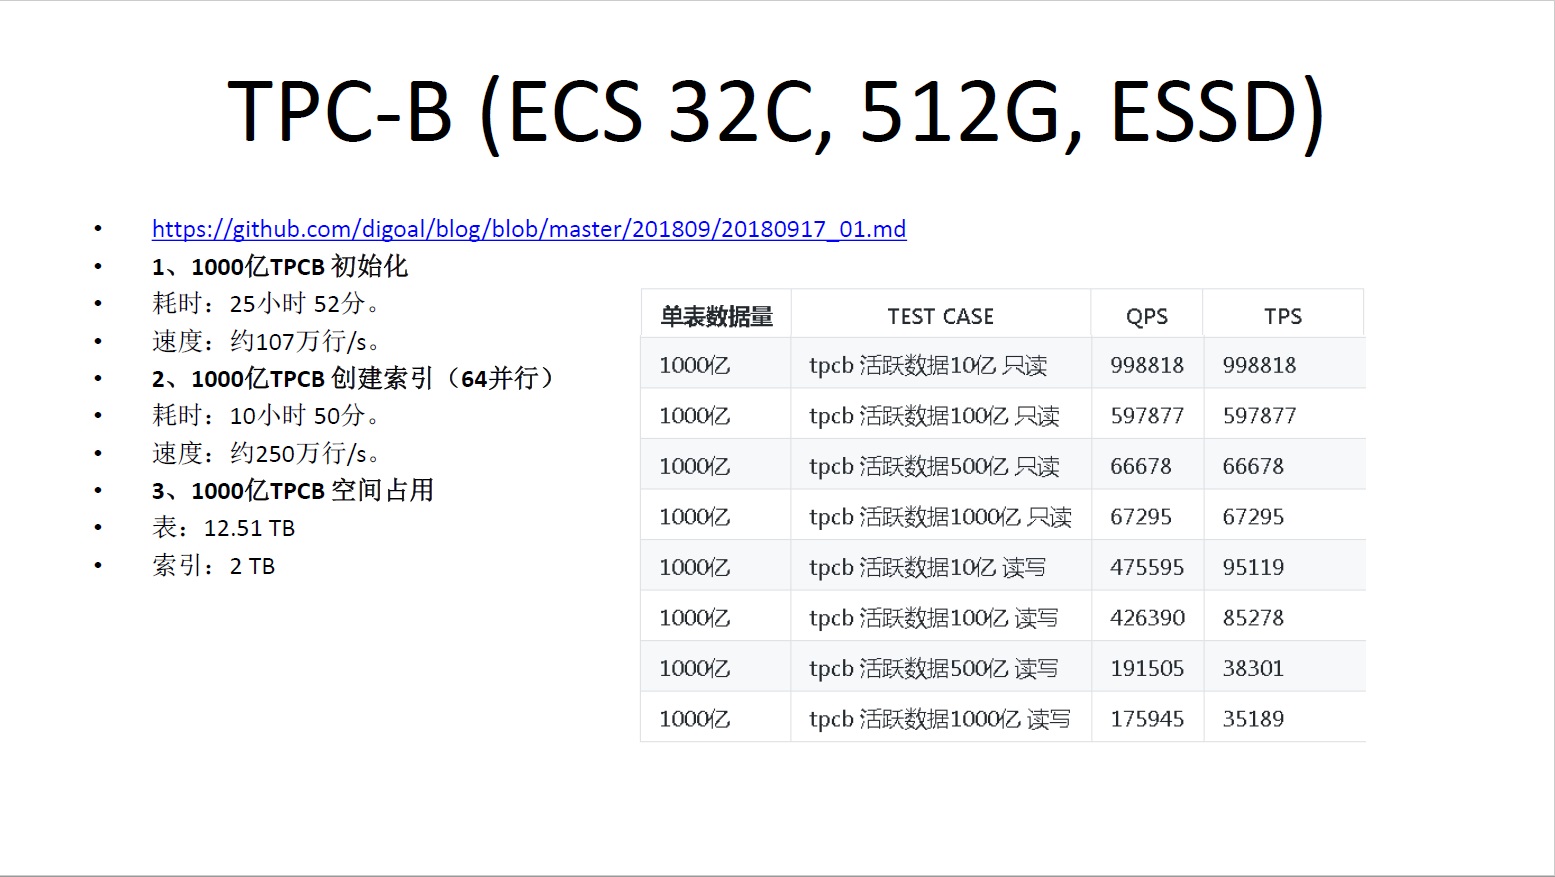 TPC-B (ECS 32C, 512G, ESSD)
• https://github.com/digoal/blog/blob/master/201809/20180917_01.md
• 1、1000亿TPCB 初始化
• 耗时：25小时 52分。
• 速度：约107万行/s。
• 2、1000亿TPCB 创建索引（64并行）
• 耗时：10小时 50分。
• 速度：约250万行/s。
• 3、1000亿TPCB 空间占用
• 表：12.51 TB
• 索引：2 TB
单表数据量 TEST CASE QPS TPS
1000亿 tpcb 活跃数据10亿 只读 998818 998818
1000亿 tpcb 活跃数据100亿 只读 597877 597877
1000亿 tpcb 活跃数据500亿 只读 66678 66678
1000亿 tpcb 活跃数据1000亿 只读 67295 67295
1000亿 tpcb 活跃数据10亿 读写 475595 95119
1000亿 tpcb 活跃数据100亿 读写 426390 85278
1000亿 tpcb 活跃数据500亿 读写 191505 38301
1000亿 tpcb 活跃数据1000亿 读写 175945 35189